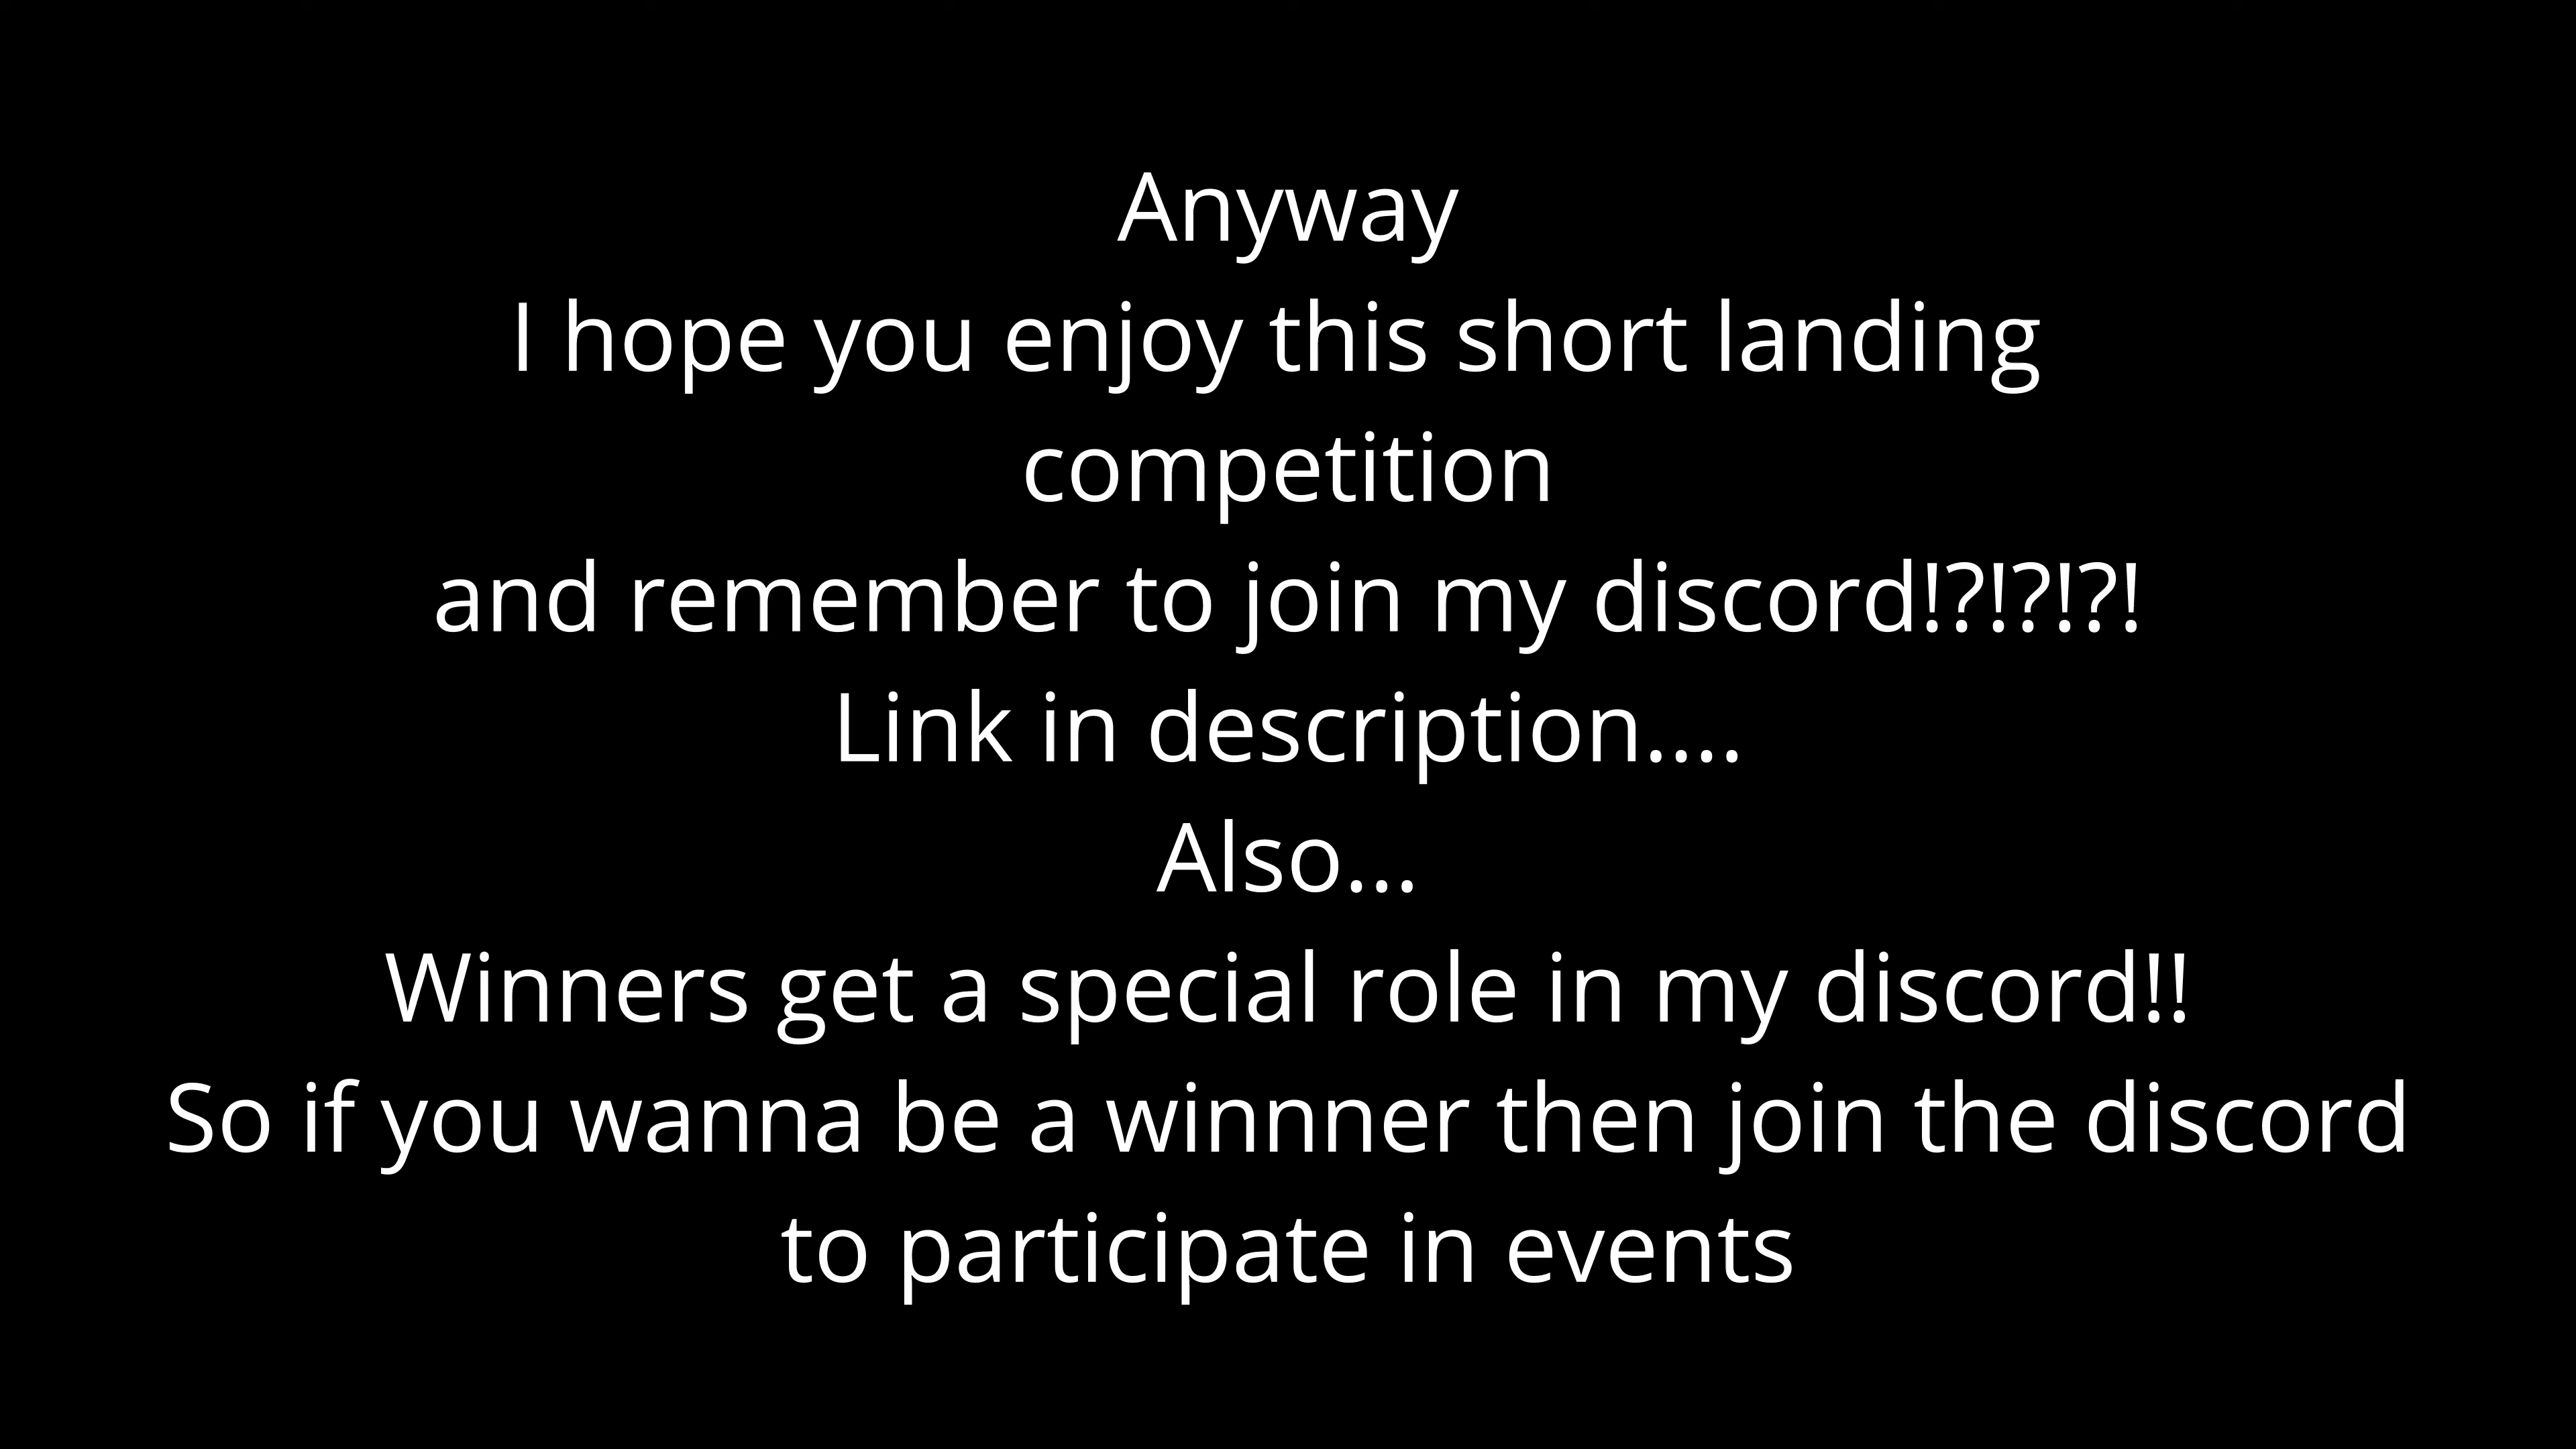 Anyway
I hope you enjoy this short landing
competition
and remember to join my discord!?!?!?!
Link in description....
Also...
Winners get a special role in my discord!!
So if you wanna be a winnner then join the discord
to participate in events